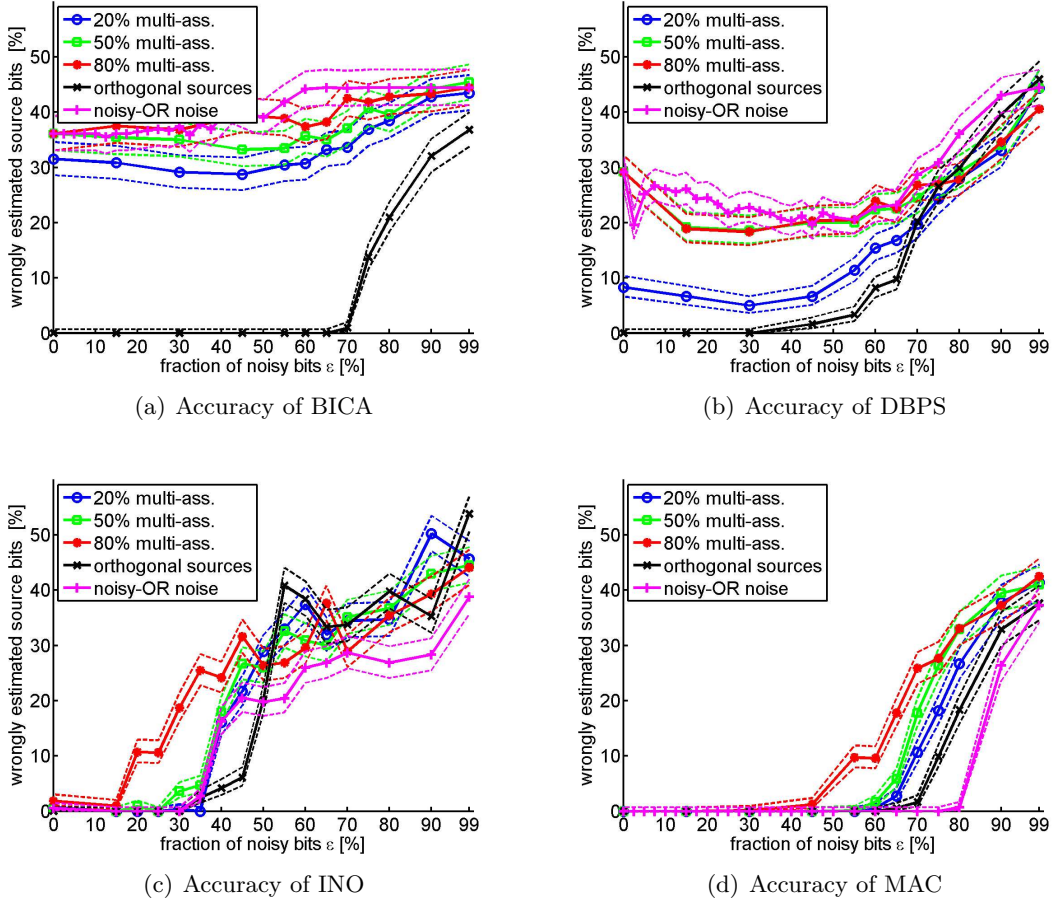 wrongly estimated source bits [%]
50
40
30
20
10
0
20% multi-ass.
50% multi-ass.
80% multi-ass.
orthogonal sources
noisy-OR noise
0 10 20 30 40 50 60 70 80 90 99
fraction of noisy bits ε [%]
(a) Accuracy of BICA
wrongly estimated source bits [%]
50
40
30
20
10
0
20% multi-ass.
50% multi-ass.
80% multi-ass.
orthogonal sources
noisy-OR noise
0 10 20 30 40 50 60 70 80 90 99
fraction of noisy bits ε [%]
(b) Accuracy of DBPS
wrongly estimated source bits [%]
50
40
30
20
10
0
20% multi-ass.
50% multi-ass.
80% multi-ass.
orthogonal sources
noisy-OR noise
0 10 20 30 40 50 60 70 80 90 99
fraction of noisy bits ε [%]
(c) Accuracy of INO
wrongly estimated source bits [%]
50
40
30
20
10
0
20% multi-ass.
50% multi-ass.
80% multi-ass.
orthogonal sources
noisy-OR noise
0 10 20 30 40 50 60 70 80 90 99
fraction of noisy bits ε [%]
(d) Accuracy of MAC